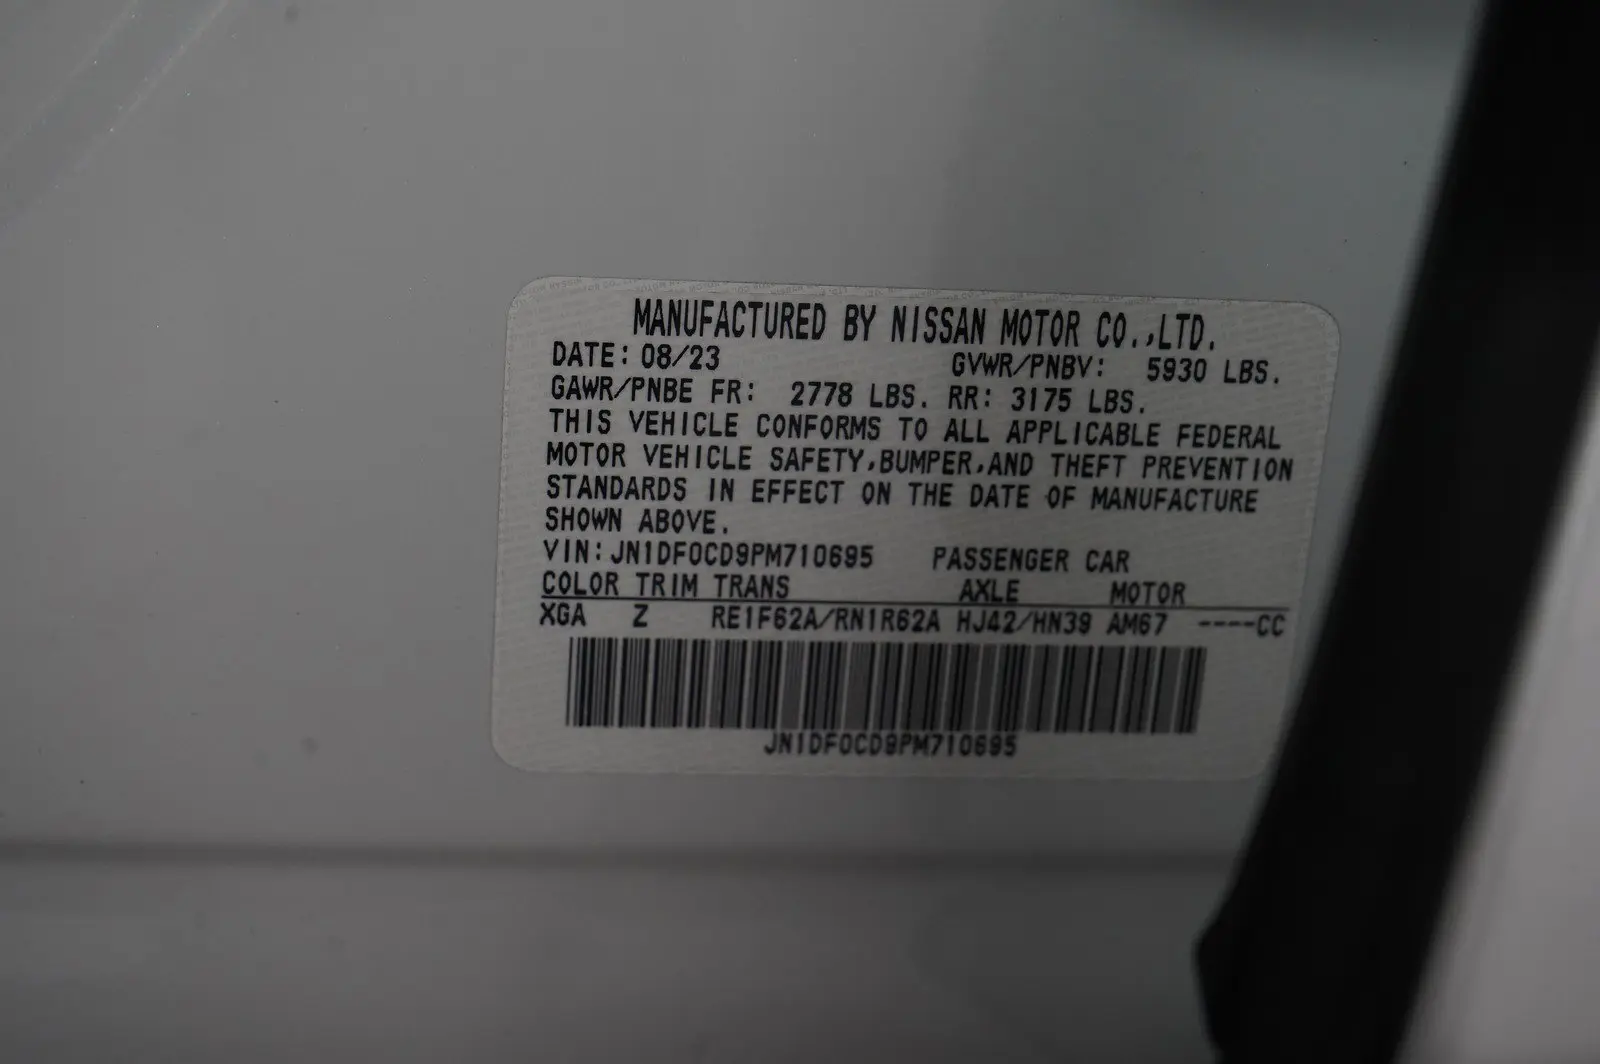 MANUFACTURED BY NISSAN MOTOR CO.,LTD.
DATE: 08/23 GVWR/PNBV: 5930 LBS.
GAWR/PNBE FR: 2778 LBS. RR: 3175 LBS.
THIS VEHICLE CONFORMS TO ALL APPLICABLE FEDERAL
MOTOR VEHICLE SAFETY,BUMPER,AND THEFT PREVENTION
STANDARDS IN EFFECT ON THE DATE OF MANUFACTURE
SHOWN ABOVE.
VIN:JN1DF0CD9PM710695 PASSENGER CAR
COLOR TRIM TRANS AXLE MOTOR
XGA Z RE1F62A/RN1R62A HJ42/HN39 AM67 ----CC
JN1DF0CD9PM710695